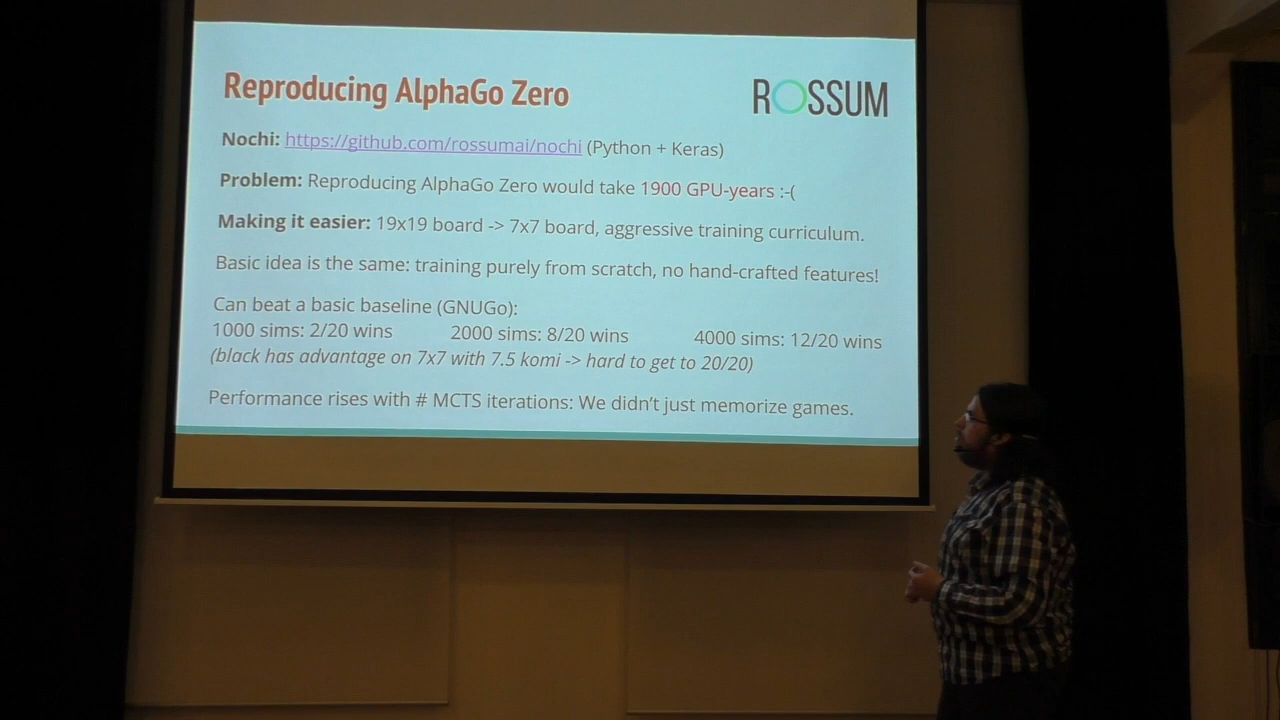 Reproducing AlphaGo Zero
ROSSUM
Nochi: https://github.com/rossumai/nochi (Python + Keras)
Problem: Reproducing AlphaGo Zero would take 1900 GPU-years :-(
Making it easier: 19x19 board -> 7x7 board, aggressive training curriculum.
Basic idea is the same: training purely from scratch, no hand-crafted features!
Can beat a basic baseline (GNUGo):
1000 sims: 2/20 wins 2000 sims: 8/20 wins 4000 sims: 12/20 wins
(black has advantage on 7x7 with 7.5 komi -> hard to get to 20/20)
Performance rises with # MCTS iterations: We didn't just memorize games.